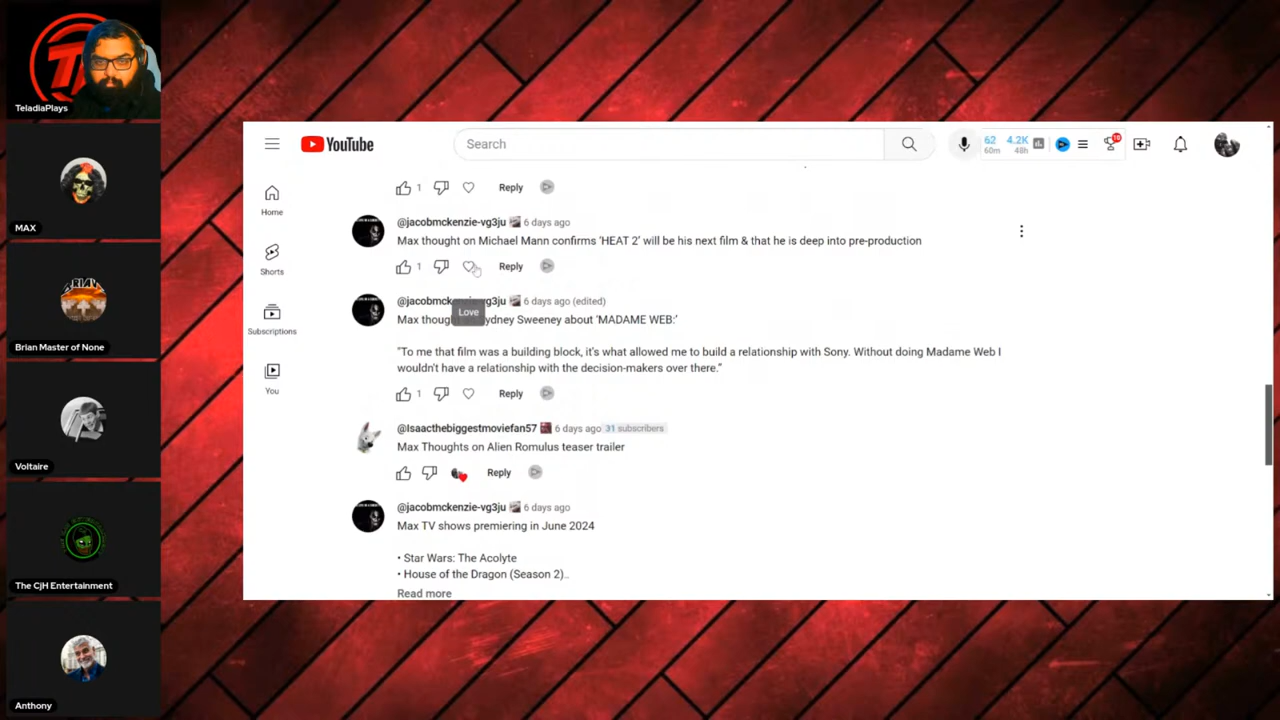 TeladiaPlays
MAX
Brian Master of None
Voltaire
The CjH Entertainment
Anthony
YouTube
Search
62
60m
4.2K
48h
Home
Shorts
Subscriptions
You
1
Reply
@jacobmckenzie-vg3ju 6 days ago
Max thought on Michael Mann confirms ‘HEAT 2’ will be his next film & that he is deep into pre-production
1
Reply
6 days ago (edited)
Love
Sydney Sweeney about ‘MADAME WEB:’
"To me that film was a building block, it's what allowed me to build a relationship with Sony. Without doing Madame Web I
wouldn't have a relationship with the decision-makers over there.”
1
Reply
@Isaacthebiggestmoviefan57 6 days ago 31 subscribers
Max Thoughts on Alien Romulus teaser trailer
Reply
@jacobmckenzie-vg3ju 6 days ago
Max TV shows premiering in June 2024
• Star Wars: The Acolyte
• House of the Dragon (Season 2)..
Read more